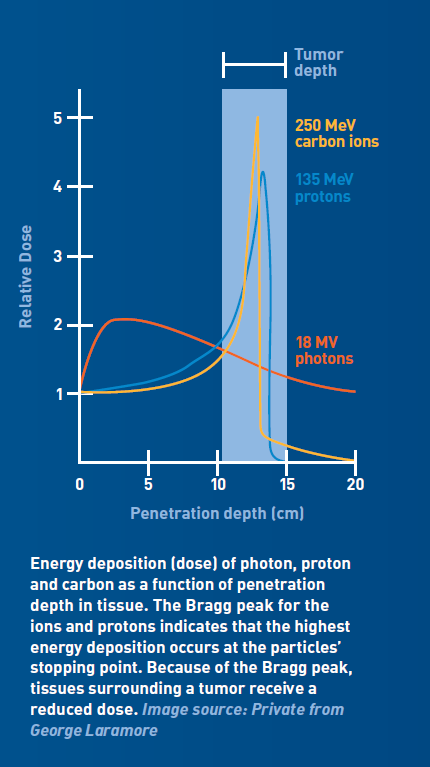 Tumor
depth
5
250 MeV
carbon ions
4
135 MeV
protons
3
Relative Dose
2
18 MV
photons
1
0
5
10
15
20
Penetration depth (cm)
Energy deposition (dose) of photon, proton
and carbon as a function of penetration
depth in tissue. The Bragg peak for the
ions and protons indicates that the highest
energy deposition occurs at the particles’
stopping point. Because of the Bragg peak,
tissues surrounding a tumor receive a
reduced dose. Image source: Private from
George Laramore